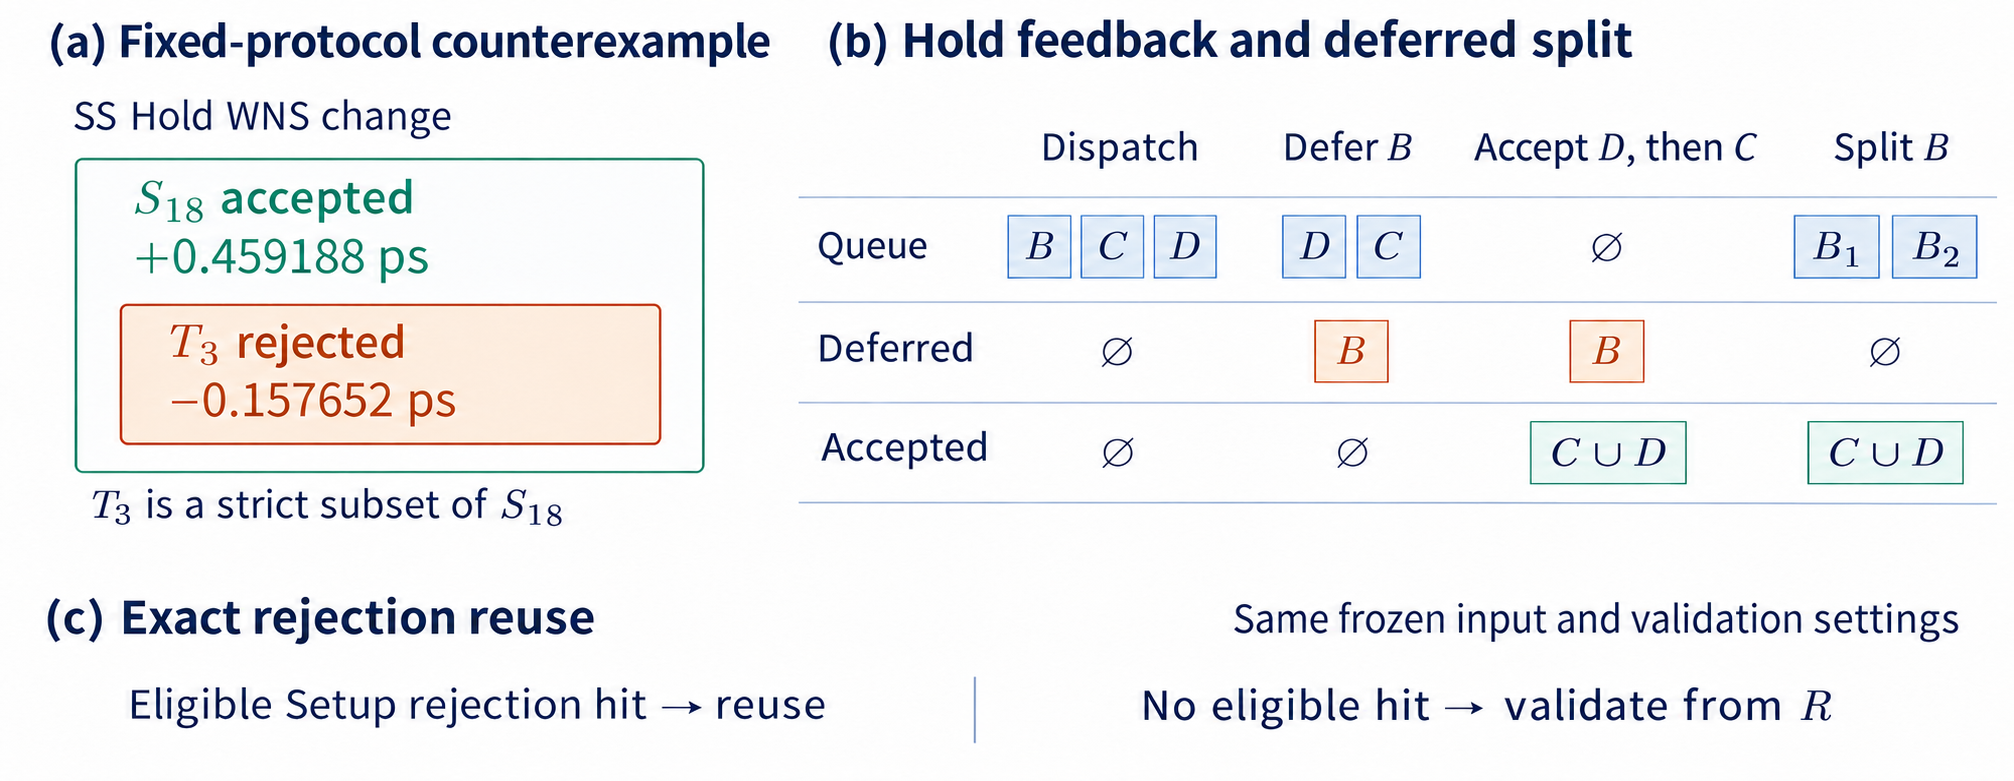 (a) Fixed-protocol counterexample
SS Hold WNS change
S₁₈ accepted
+0.459188 ps
T₃ rejected
−0.157652 ps
T₃ is a strict subset of S₁₈
(b) Hold feedback and deferred split
Dispatch Defer B Accept D, then C Split B
Queue B C D D C ∅ B₁ B₂
Deferred ∅ B B ∅
Accepted ∅ ∅ C ∪ D C ∪ D
(c) Exact rejection reuse
Same frozen input and validation settings
Eligible Setup rejection hit → reuse
No eligible hit → validate from R